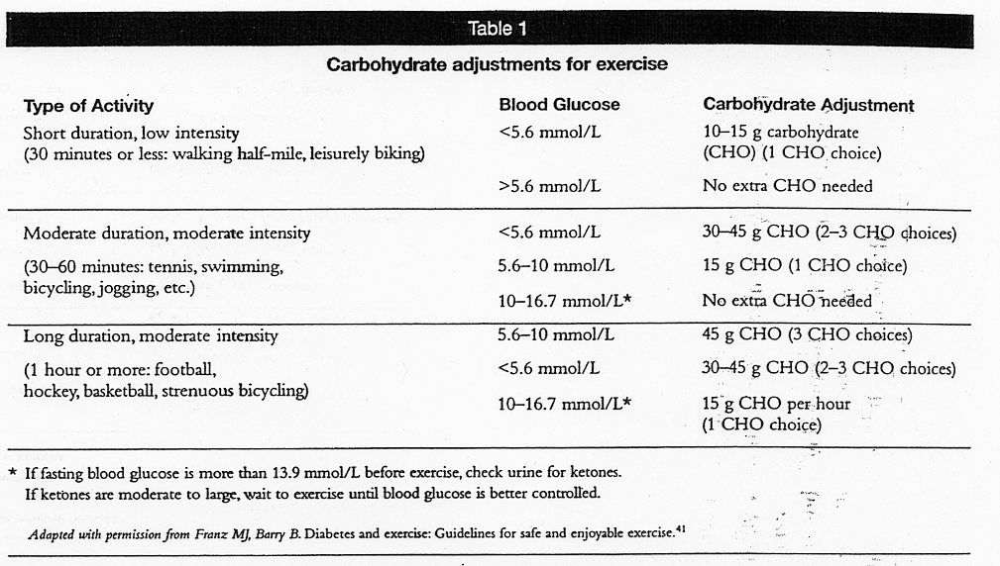 Table 1
Carbohydrate adjustments for exercise
Type of Activity Blood Glucose Carbohydrate Adjustment
Short duration, low intensity <5.6 mmol/L 10–15 g carbohydrate
(30 minutes or less: walking half-mile, leisurely biking) (CHO) (1 CHO choice)
>5.6 mmol/L No extra CHO needed
Moderate duration, moderate intensity <5.6 mmol/L 30–45 g CHO (2–3 CHO choices)
(30–60 minutes: tennis, swimming, 5.6–10 mmol/L 15 g CHO (1 CHO choice)
bicycling, jogging, etc.)
10–16.7 mmol/L* No extra CHO needed
Long duration, moderate intensity 5.6–10 mmol/L 45 g CHO (3 CHO choices)
(1 hour or more: football, <5.6 mmol/L 30–45 g CHO (2–3 CHO choices)
hockey, basketball, strenuous bicycling)
10–16.7 mmol/L* 15 g CHO per hour
(1 CHO choice)
* If fasting blood glucose is more than 13.9 mmol/L before exercise, check urine for ketones.
If ketones are moderate to large, wait to exercise until blood glucose is better controlled.
Adapted with permission from Franz MJ, Barry B. Diabetes and exercise: Guidelines for safe and enjoyable exercise.41